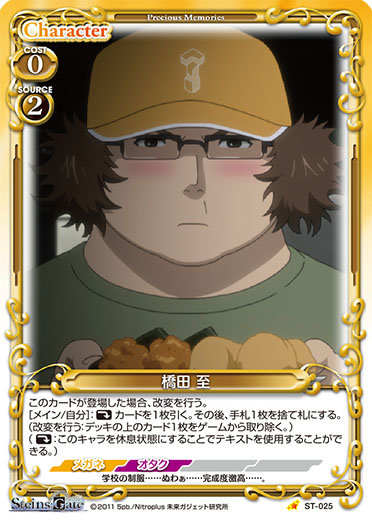 Precious Memories
Character
COST
0
SOURCE
2
橋田 至
このカードが登場した場合、改変を行う。
[メイン/自分]:カードを1枚引く。その後、手札1枚を捨て札にする。
(改変を行う:デッキの上のカード1枚をゲームから取り除く。)
(:このキャラを休息状態にすることでテキストを使用することができる。)
メガネ オタク
学校の制服……ぬわぁ……完成度激高……。
Steins;Gate ©2011 5pb./Nitroplus 未来ガジェット研究所 ST-025